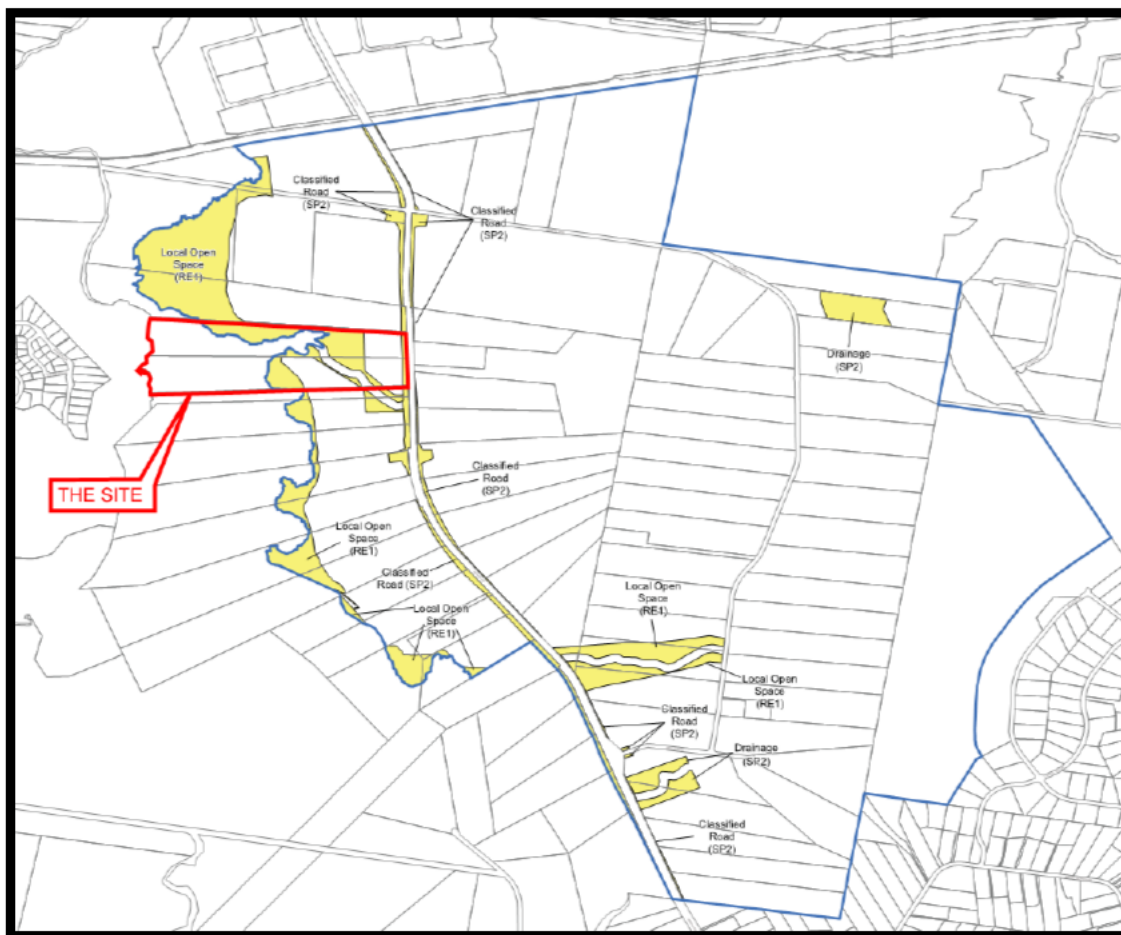 Classified
Road
(SP2)
Classified
Road
(SP2)
Local Open
Space
(RE1)
Drainage
(SP2)
THE SITE
Classified
Road
(SP2)
Local Open
Space
(RE1)
Classified
Road (SP2)
Local Open
Space
(RE1)
Local Open
Space
(RE1)
Local Open
Space
(RE1)
Classified
Road
(SP2)
Drainage
(SP2)
Classified
Road
(SP2)